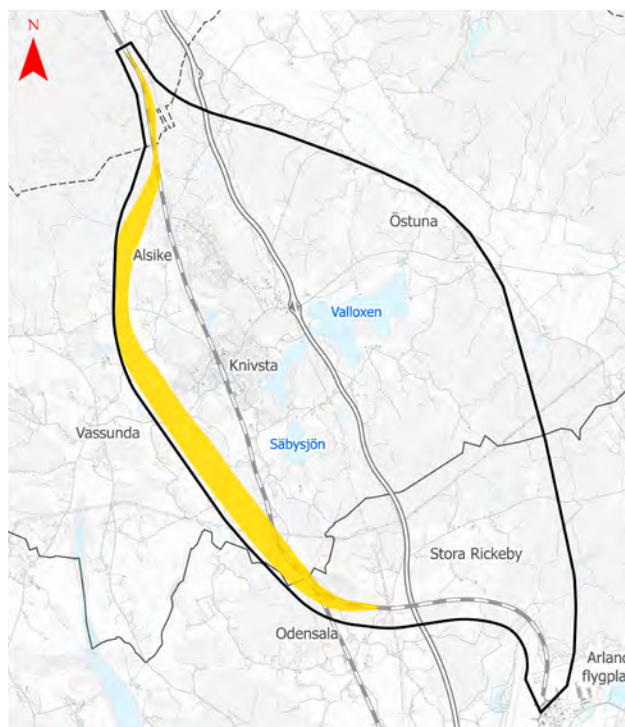 N
Östuna
Alsike
Valloxen
Knivsta
Vassunda
Säbysjön
Stora Rickeby
Odensala
Arland
flygpla